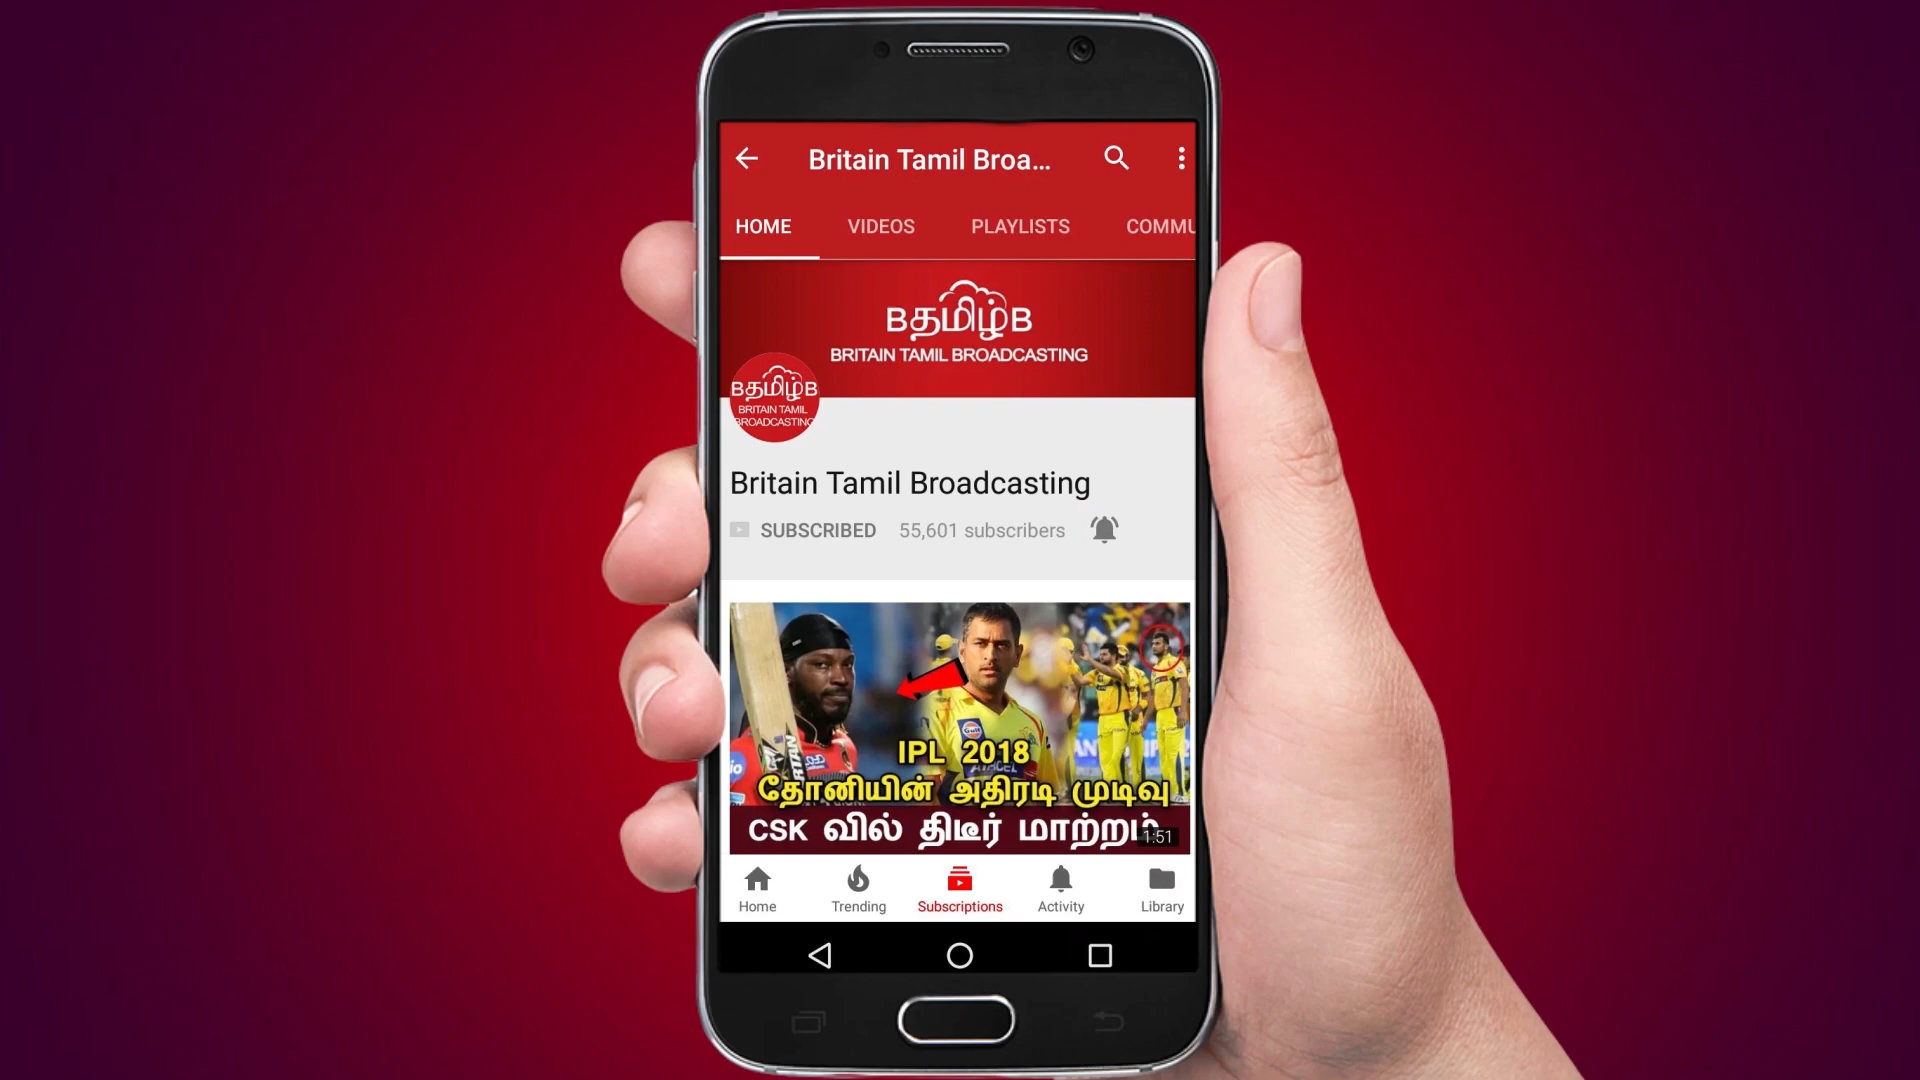 Britain Tamil Broa...
HOME VIDEOS PLAYLISTS COMMU
Bதமிழ்B
BRITAIN TAMIL BROADCASTING
Bதமிழ்B
BRITAIN TAMIL
BROADCASTING
Britain Tamil Broadcasting
SUBSCRIBED 55,601 subscribers
Gulf
IPL 2018
தோனியின் அதிரடி முடிவு
CSK வில் திடீர் மாற்றம்
1:51
Home Trending Subscriptions Activity Library